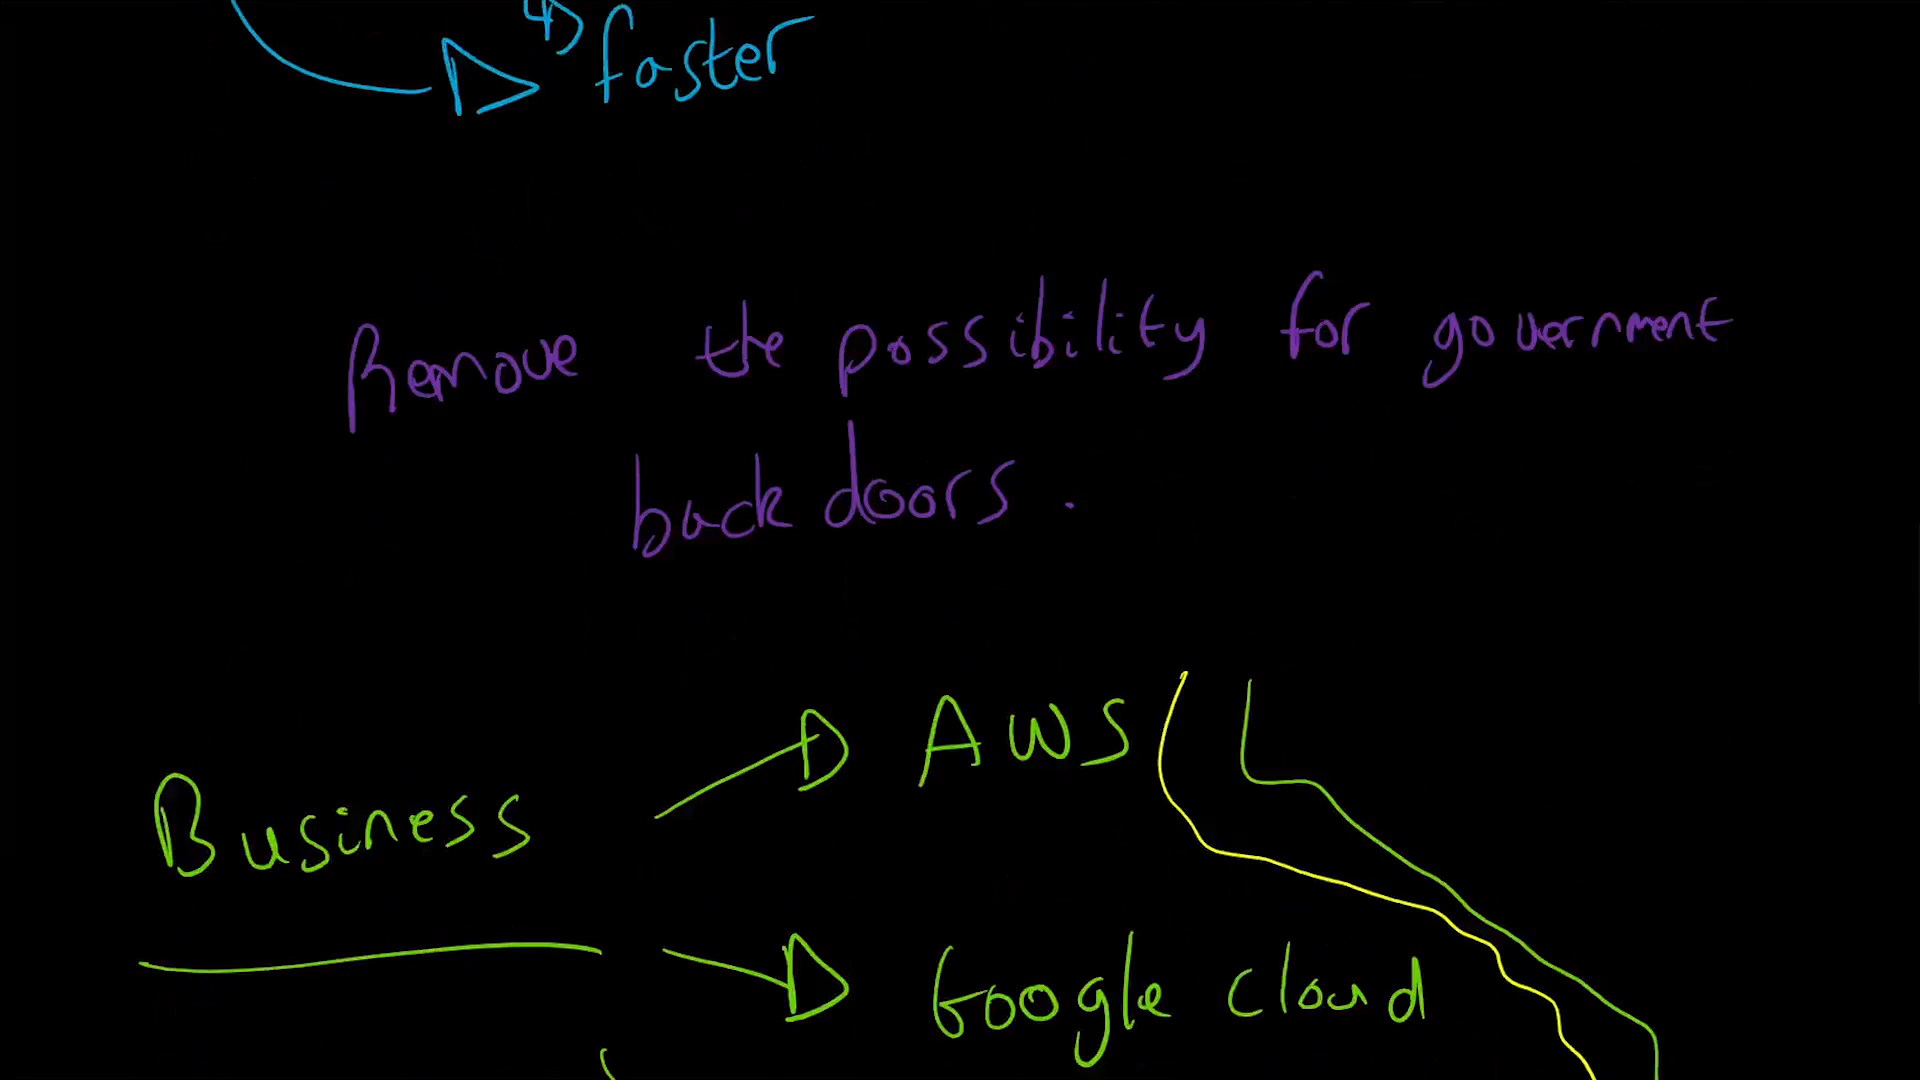 faster
Remove the possibility for government
back doors.
AWS
Business
Google cloud